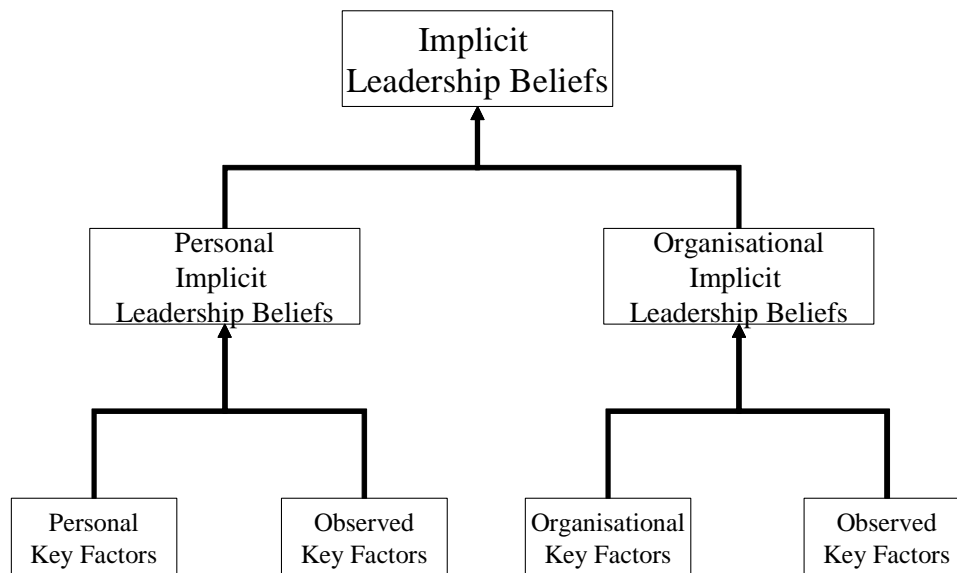 Implicit
Leadership Beliefs
Personal
Implicit
Leadership Beliefs
Organisational
Implicit
Leadership Beliefs
Personal
Key Factors
Observed
Key Factors
Organisational
Key Factors
Observed
Key Factors